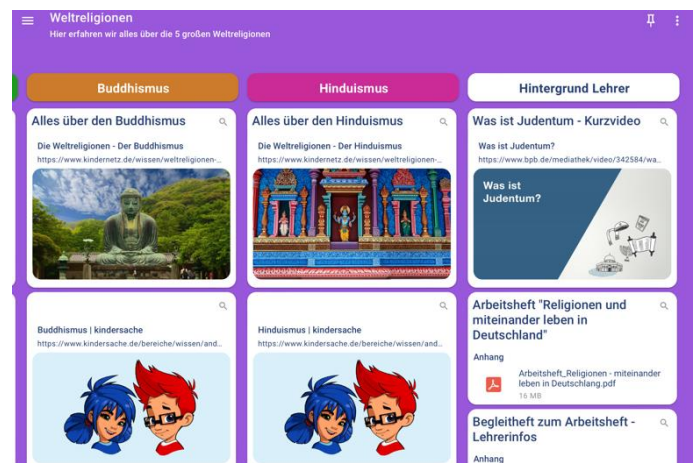 Weltreligionen
Hier erfahren wir alles über die 5 großen Weltreligionen
Buddhismus
Alles über den Buddhismus
Die Weltreligionen - Der Buddhismus
https://www.kindernetz.de/wissen/weltreligionen-...
Buddhismus | kindersache
https://www.kindersache.de/bereiche/wissen/and...
Hinduismus
Alles über den Hinduismus
Die Weltreligionen - Der Hinduismus
https://www.kindernetz.de/wissen/weltreligionen-...
Hinduismus | kindersache
https://www.kindersache.de/bereiche/wissen/and...
Hintergrund Lehrer
Was ist Judentum - Kurzvideo
Was ist Judentum?
https://www.bpb.de/mediathek/video/342584/wa...
Was ist
Judentum?
Arbeitsheft "Religionen und
miteinander leben in
Deutschland"
Anhang
Arbeitsheft_Religionen - miteinander
leben in Deutschlang.pdf
16 MB
Begleitheft zum Arbeitsheft -
Lehrerinfos
Anhang